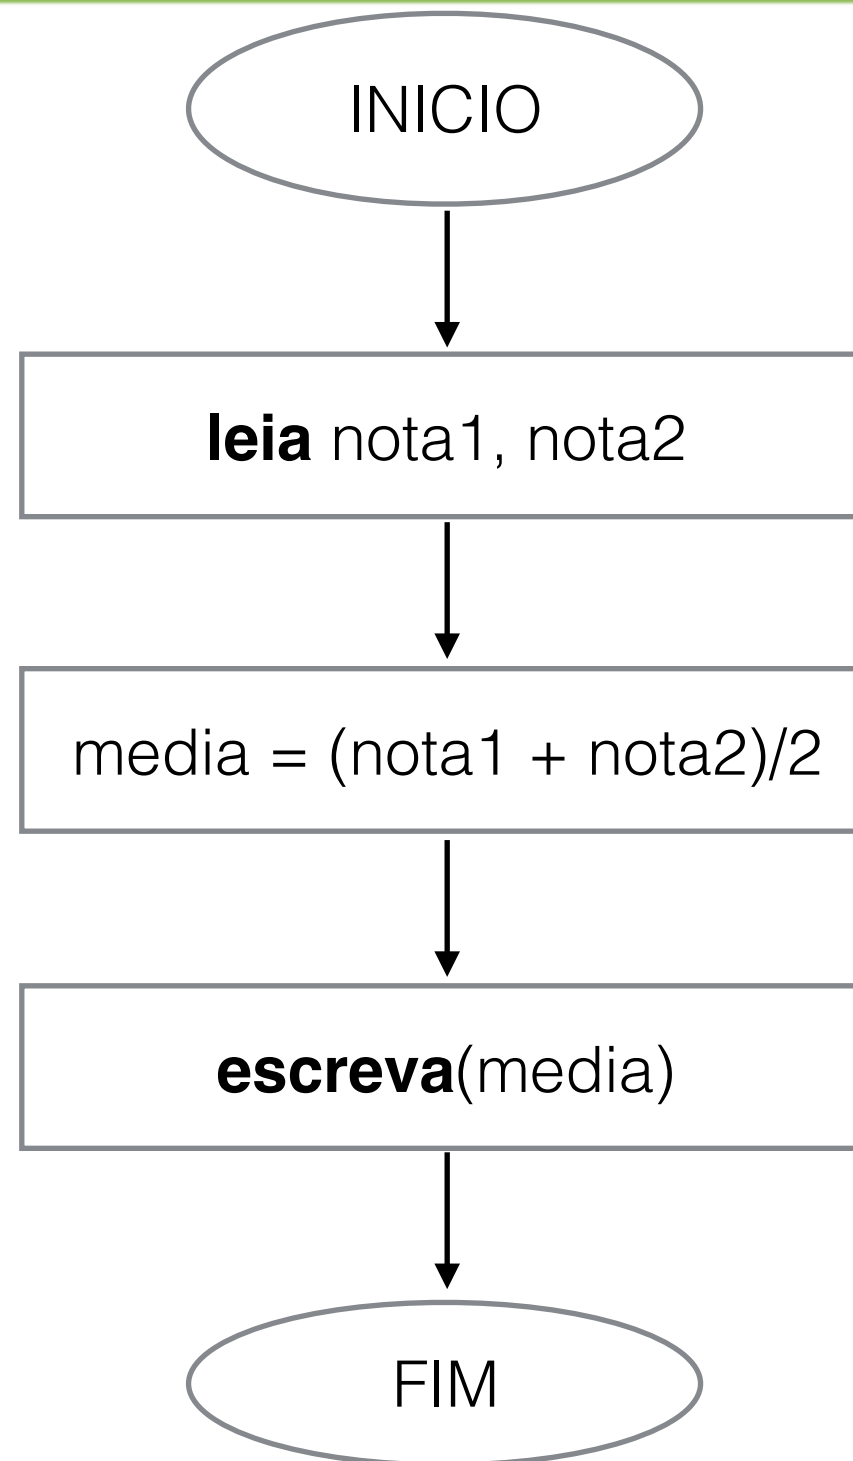 INICIO
leia nota1, nota2
media = (nota1 + nota2)/2
escreva(media)
FIM